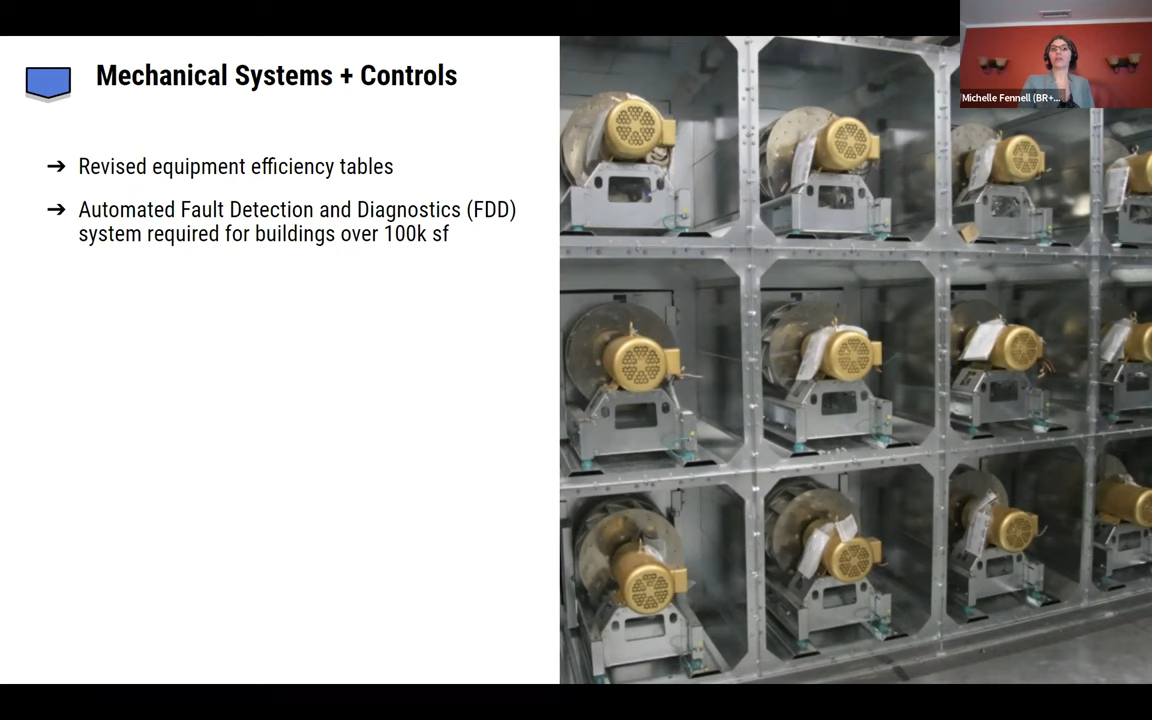 Mechanical Systems + Controls
➔ Revised equipment efficiency tables
➔ Automated Fault Detection and Diagnostics (FDD)
system required for buildings over 100k sf
Michelle Fennell (BR+...